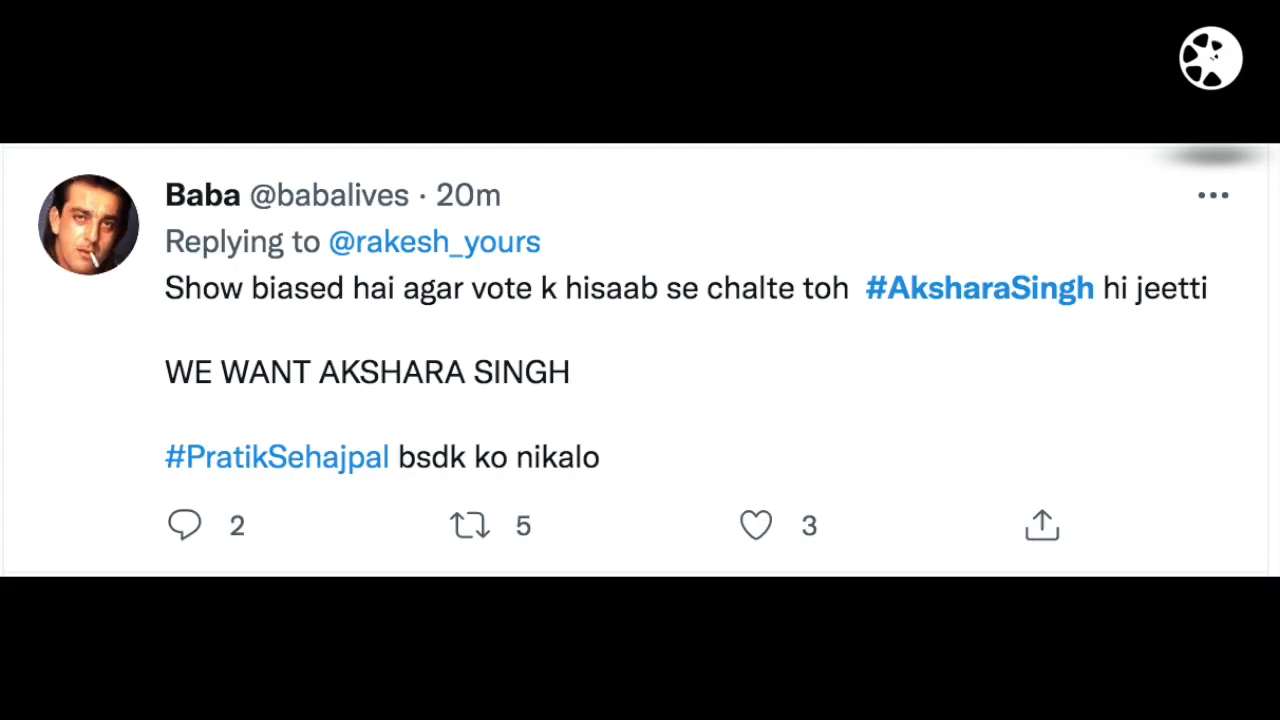 Baba @babalives · 20m
Replying to @rakesh_yours
Show biased hai agar vote k hisaab se chalte toh #AksharaSingh hi jeetti
WE WANT AKSHARA SINGH
#PratikSehajpal bsdk ko nikalo
2 5 3